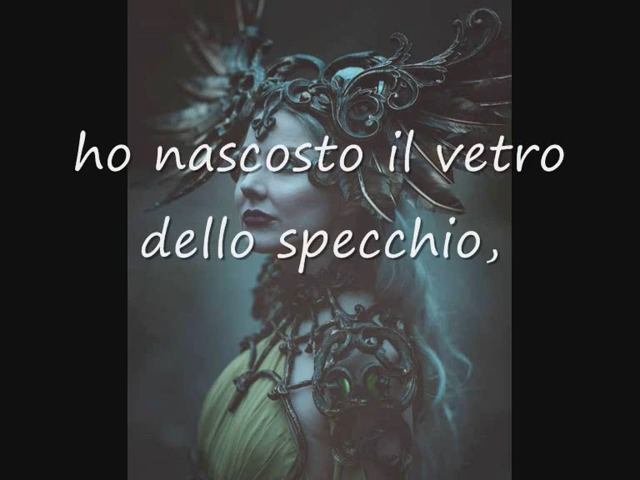 ho nascosto il vetro
dello specchio,